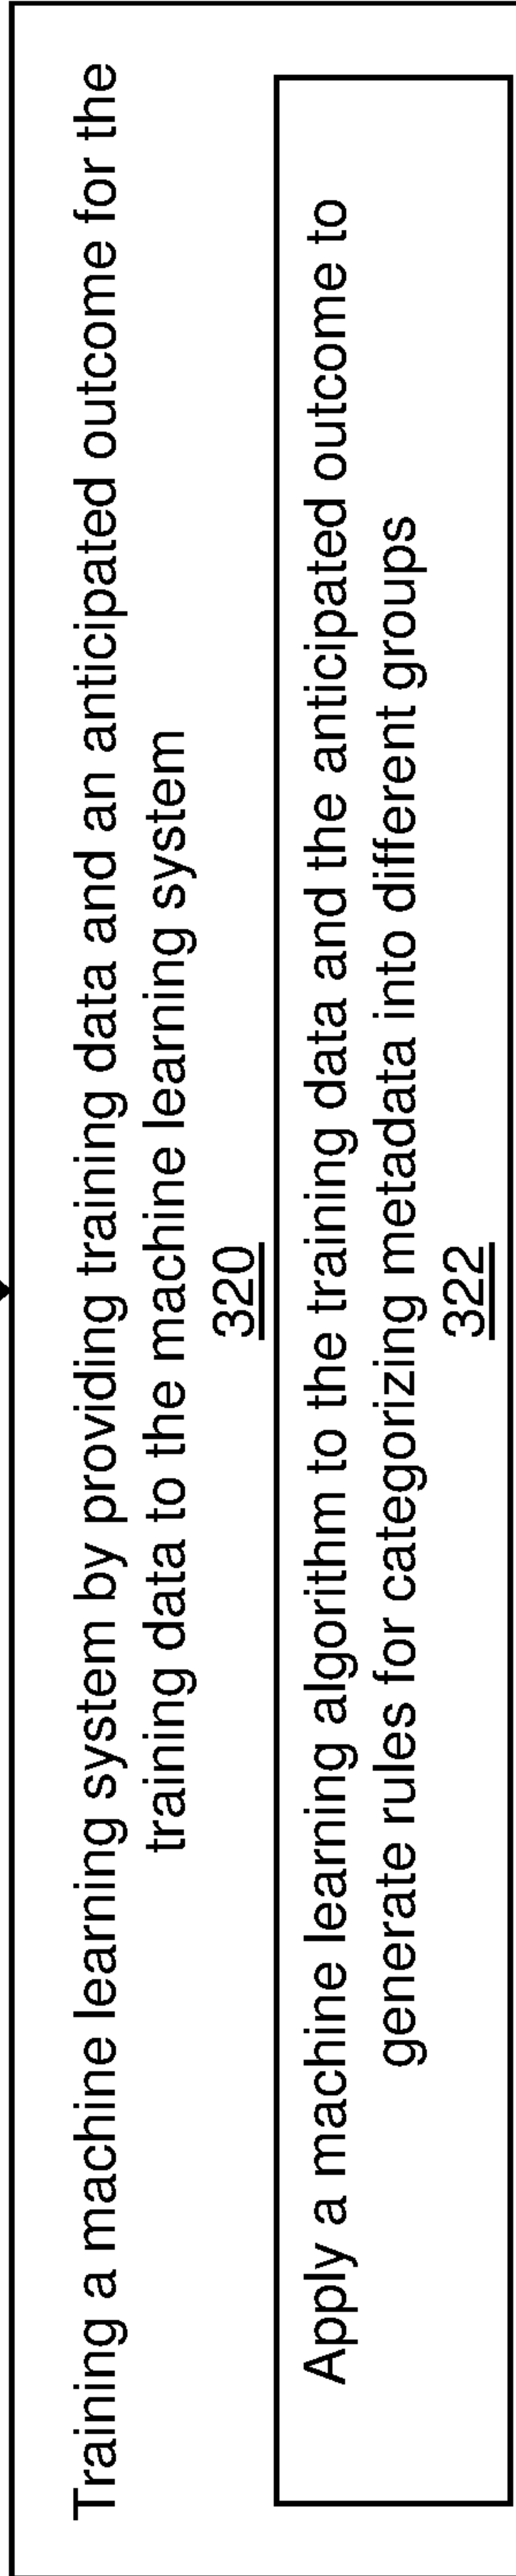 Training a machine learning system by providing training data and an anticipated outcome for the
training data to the machine learning system
320
Apply a machine learning algorithm to the training data and the anticipated outcome to
generate rules for categorizing metadata into different groups
322